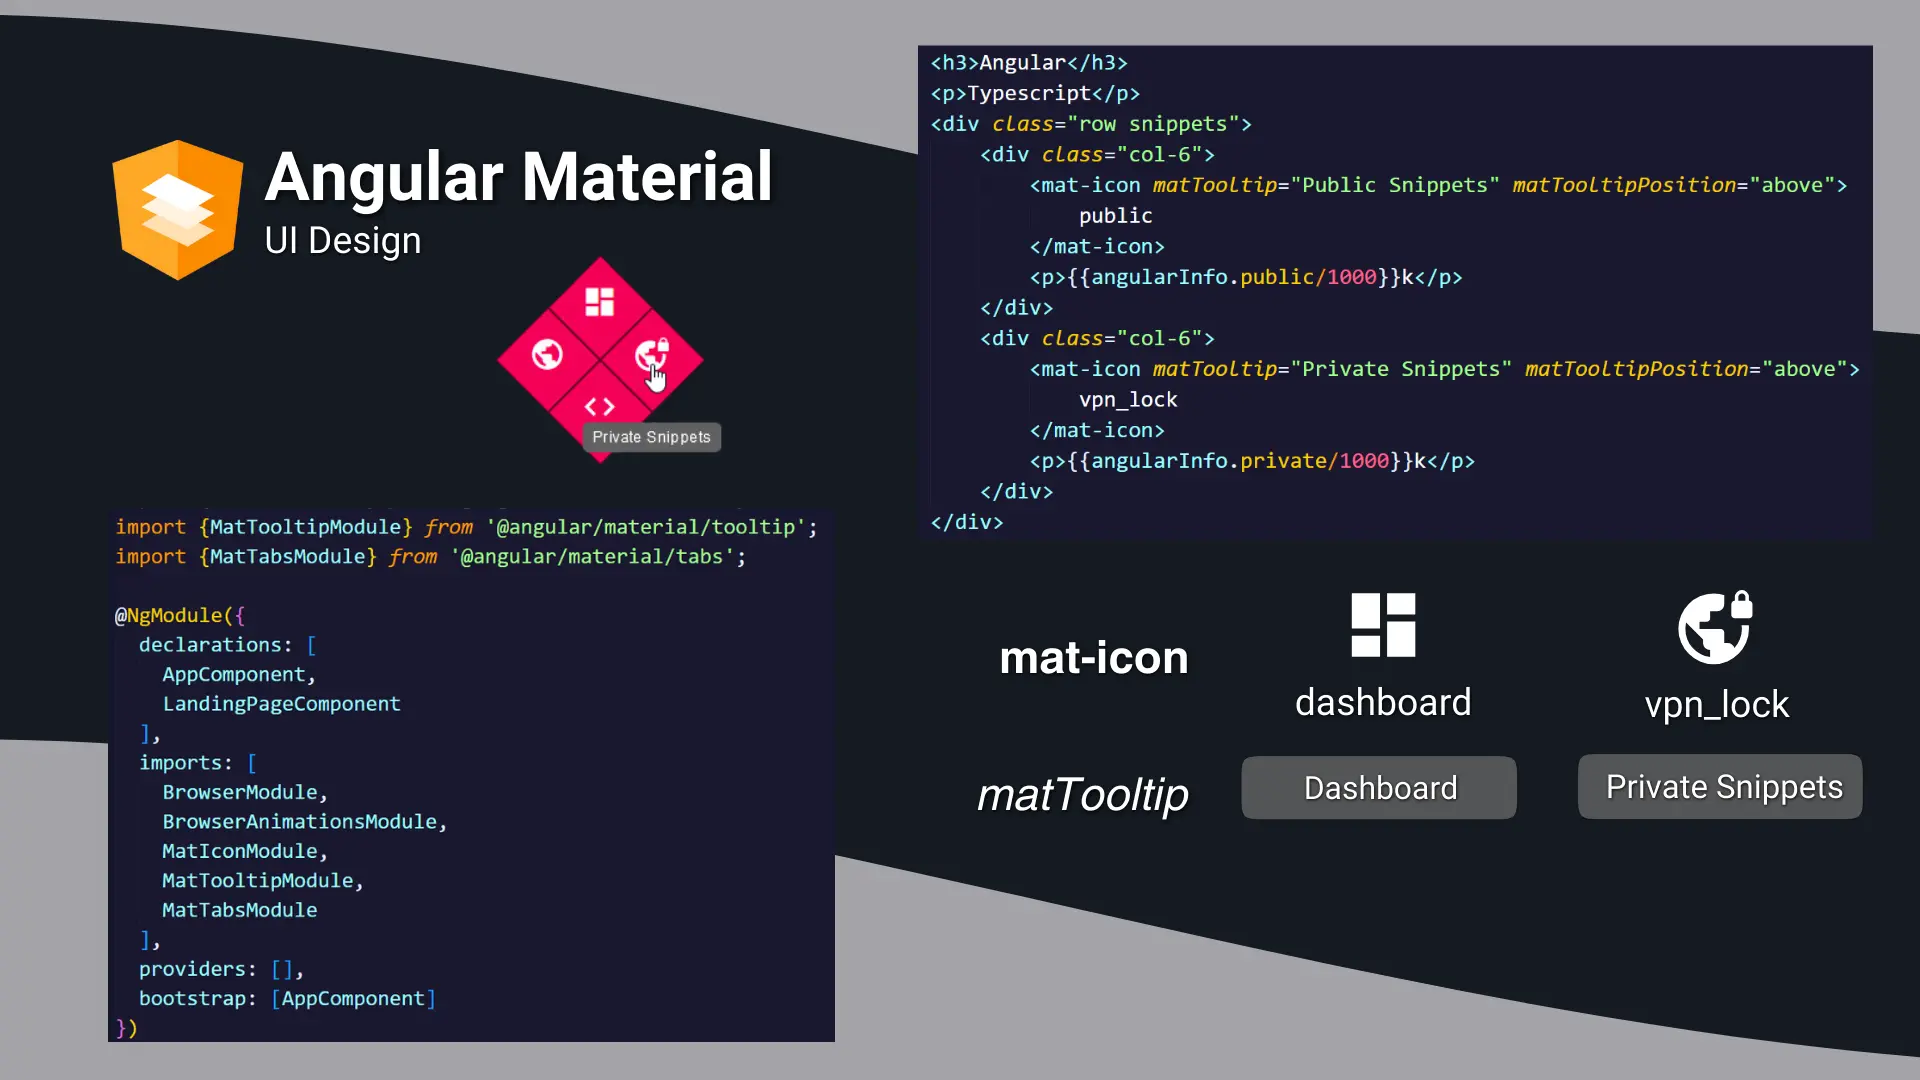 Angular Material
UI Design
Private Snippets
import {MatTooltipModule} from '@angular/material/tooltip';
import {MatTabsModule} from '@angular/material/tabs';
@NgModule({
  declarations: [
    AppComponent,
    LandingPageComponent
  ],
  imports: [
    BrowserModule,
    BrowserAnimationsModule,
    MatIconModule,
    MatTooltipModule,
    MatTabsModule
  ],
  providers: [],
  bootstrap: [AppComponent]
})
<h3>Angular</h3>
<p>Typescript</p>
<div class="row snippets">
    <div class="col-6">
        <mat-icon matTooltip="Public Snippets" matTooltipPosition="above">
            public
        </mat-icon>
        <p>{{angularInfo.public/1000}}k</p>
    </div>
    <div class="col-6">
        <mat-icon matTooltip="Private Snippets" matTooltipPosition="above">
            vpn_lock
        </mat-icon>
        <p>{{angularInfo.private/1000}}k</p>
    </div>
</div>
mat-icon
dashboard
vpn_lock
matTooltip
Dashboard
Private Snippets